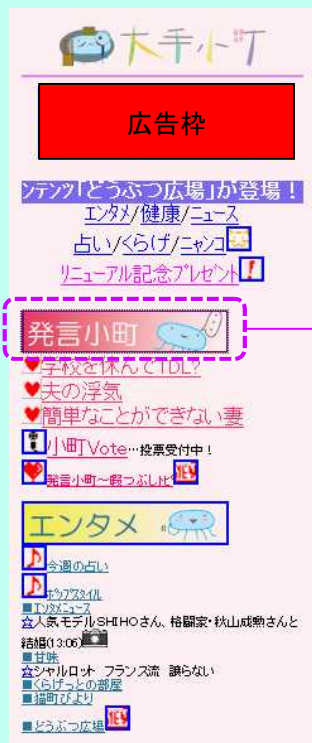 大手小町
広告枠
ンテンツ「どうぶつ広場」が登場！
エンタメ/健康/ニュース
占い/くらげ/ニャンコ
リニューアル記念プレゼント
発言小町
学校を休んでTDL?
夫の浮気
簡単なことができない妻
小町Vote…投票受付中！
発言小町～暇つぶしに
エンタメ
今週の占い
ポップスタイル
■エンタメニュース
☆人気モデルSHIHOさん、格闘家・秋山成勲さんと
結婚(13:06)
■甘味
☆シャルロット フランス流 譲らない
■くらげっとの部屋
■猫町びより
■どうぶつ広場